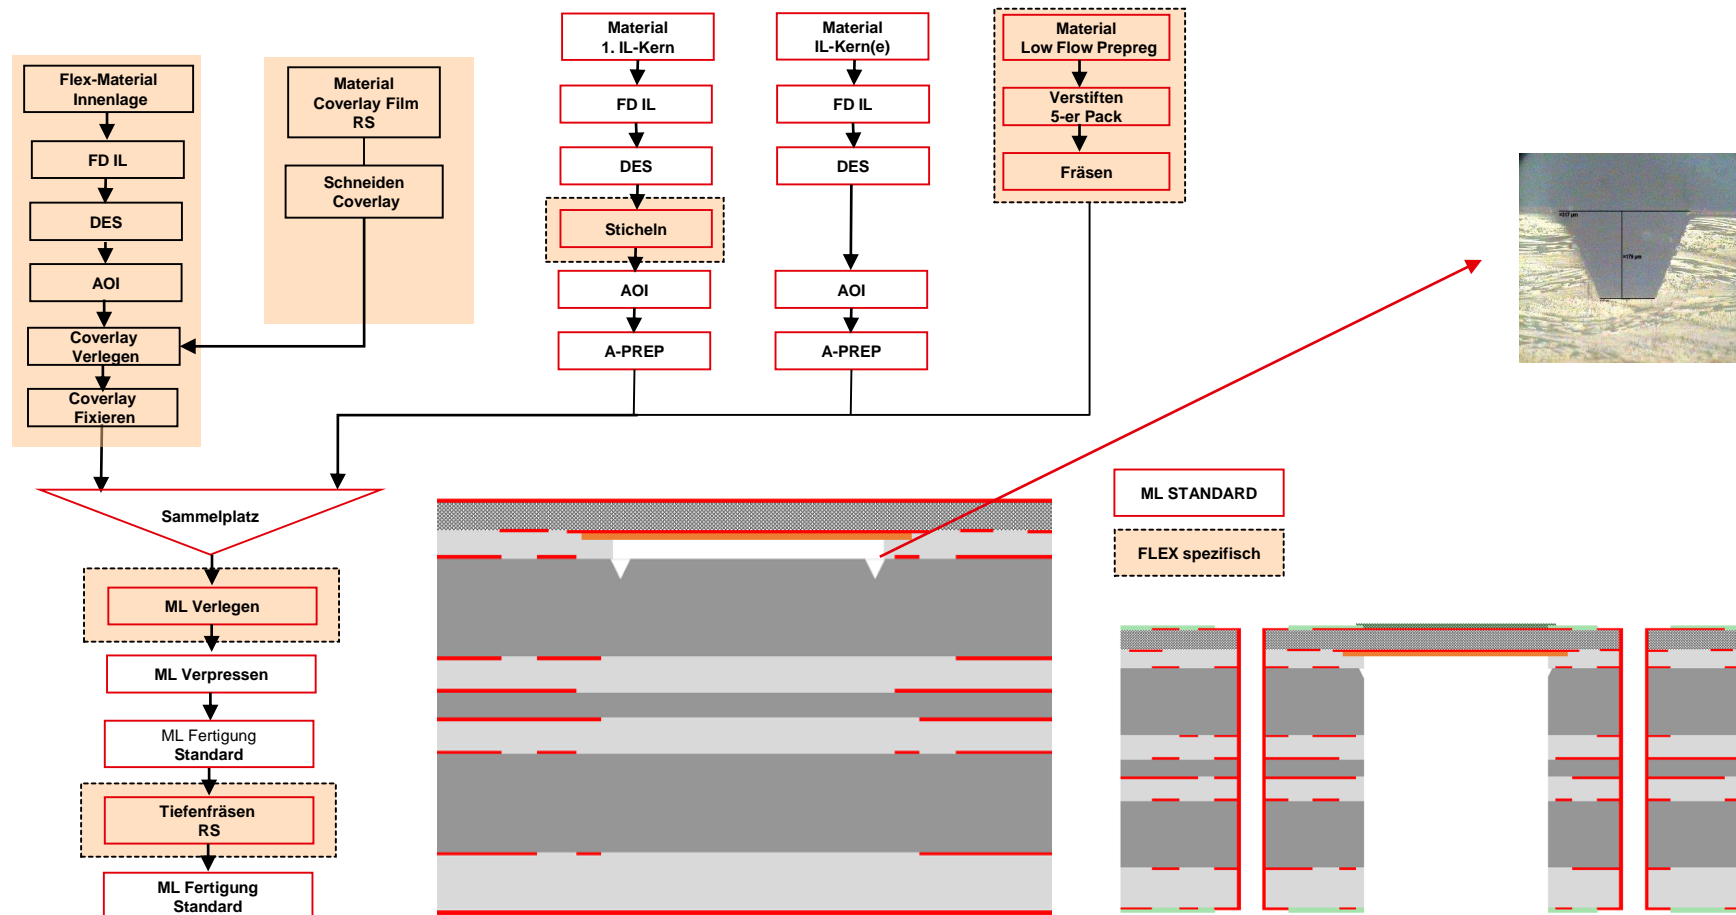 Flex-Material
Innenlage
FD IL
DES
AOI
Coverlay
Verlegen
Coverlay
Fixieren
Material
Coverlay Film
RS
Schneiden
Coverlay
Material
1. IL-Kern
FD IL
DES
Sticheln
AOI
A-PREP
Material
IL-Kern(e)
FD IL
DES
AOI
A-PREP
Material
Low Flow Prepreg
Verstiften
5-er Pack
Fräsen
Sammelplatz
ML Verlegen
ML Verpressen
ML Fertigung
Standard
Tiefenfräsen
RS
ML Fertigung
Standard
ML STANDARD
FLEX spezifisch